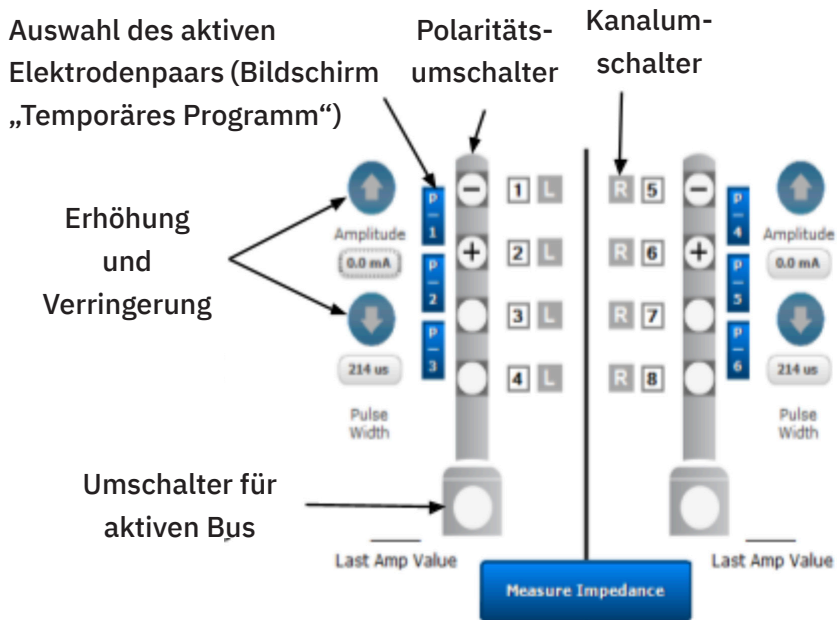 Auswahl des aktiven
Elektrodenpaars (Bildschirm
„Temporäres Programm“)
Polaritäts-
umschalter
Kanalum-
schalter
Erhöhung
und
Verringerung
Amplitude
0.0 mA
214 us
Pulse
Width
P
1
P
2
P
3
−
+
1 L
2 L
3 L
4 L
R 5
R 6
R 7
R 8
−
+
P
4
P
5
P
6
Amplitude
0.0 mA
214 us
Pulse
Width
Umschalter für
aktiven Bus
Last Amp Value
Last Amp Value
Measure Impedance